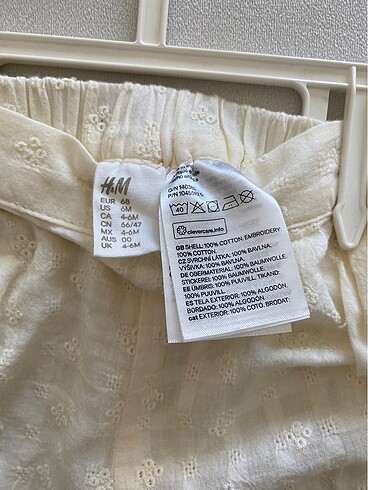 H&M
EUR 68
US 6M
CA 4-6M
CN 66/47
MX 4-6M
AUS 00
UK 4-6M
40
clevercare.info
GB SHELL: 100% COTTON. EMBROIDERY:
100% COTTON.
CZ SVRCHNÍ LÁTKA: 100% BAVLNA.
VÝŠIVKA: 100% BAVLNA.
DE OBERMATERIAL: 100% BAUMWOLLE.
STICKEREI: 100% BAUMWOLLE.
EE ÜMBRIS: 100% PUUVILL. TIKAND:
100% PUUVILL.
ES TELA EXTERIOR: 100% ALGODÓN.
BORDADO: 100% ALGODÓN.
cat EXTERIOR: 100% COTÓ. BRODAT: